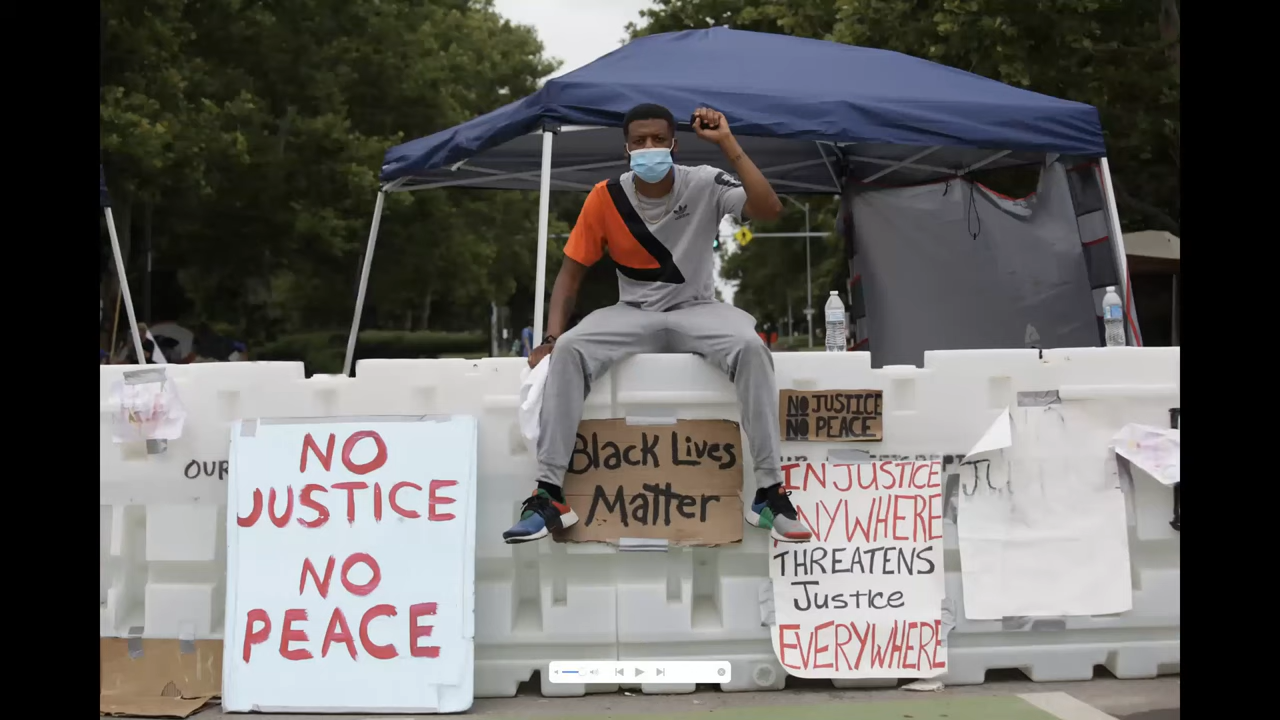 NO
JUSTICE
NO
PEACE
OUR
Black Lives
Matter
NO JUSTICE
NO PEACE
INJUSTICE
ANYWHERE
THREATENS
Justice
EVERYWHERE